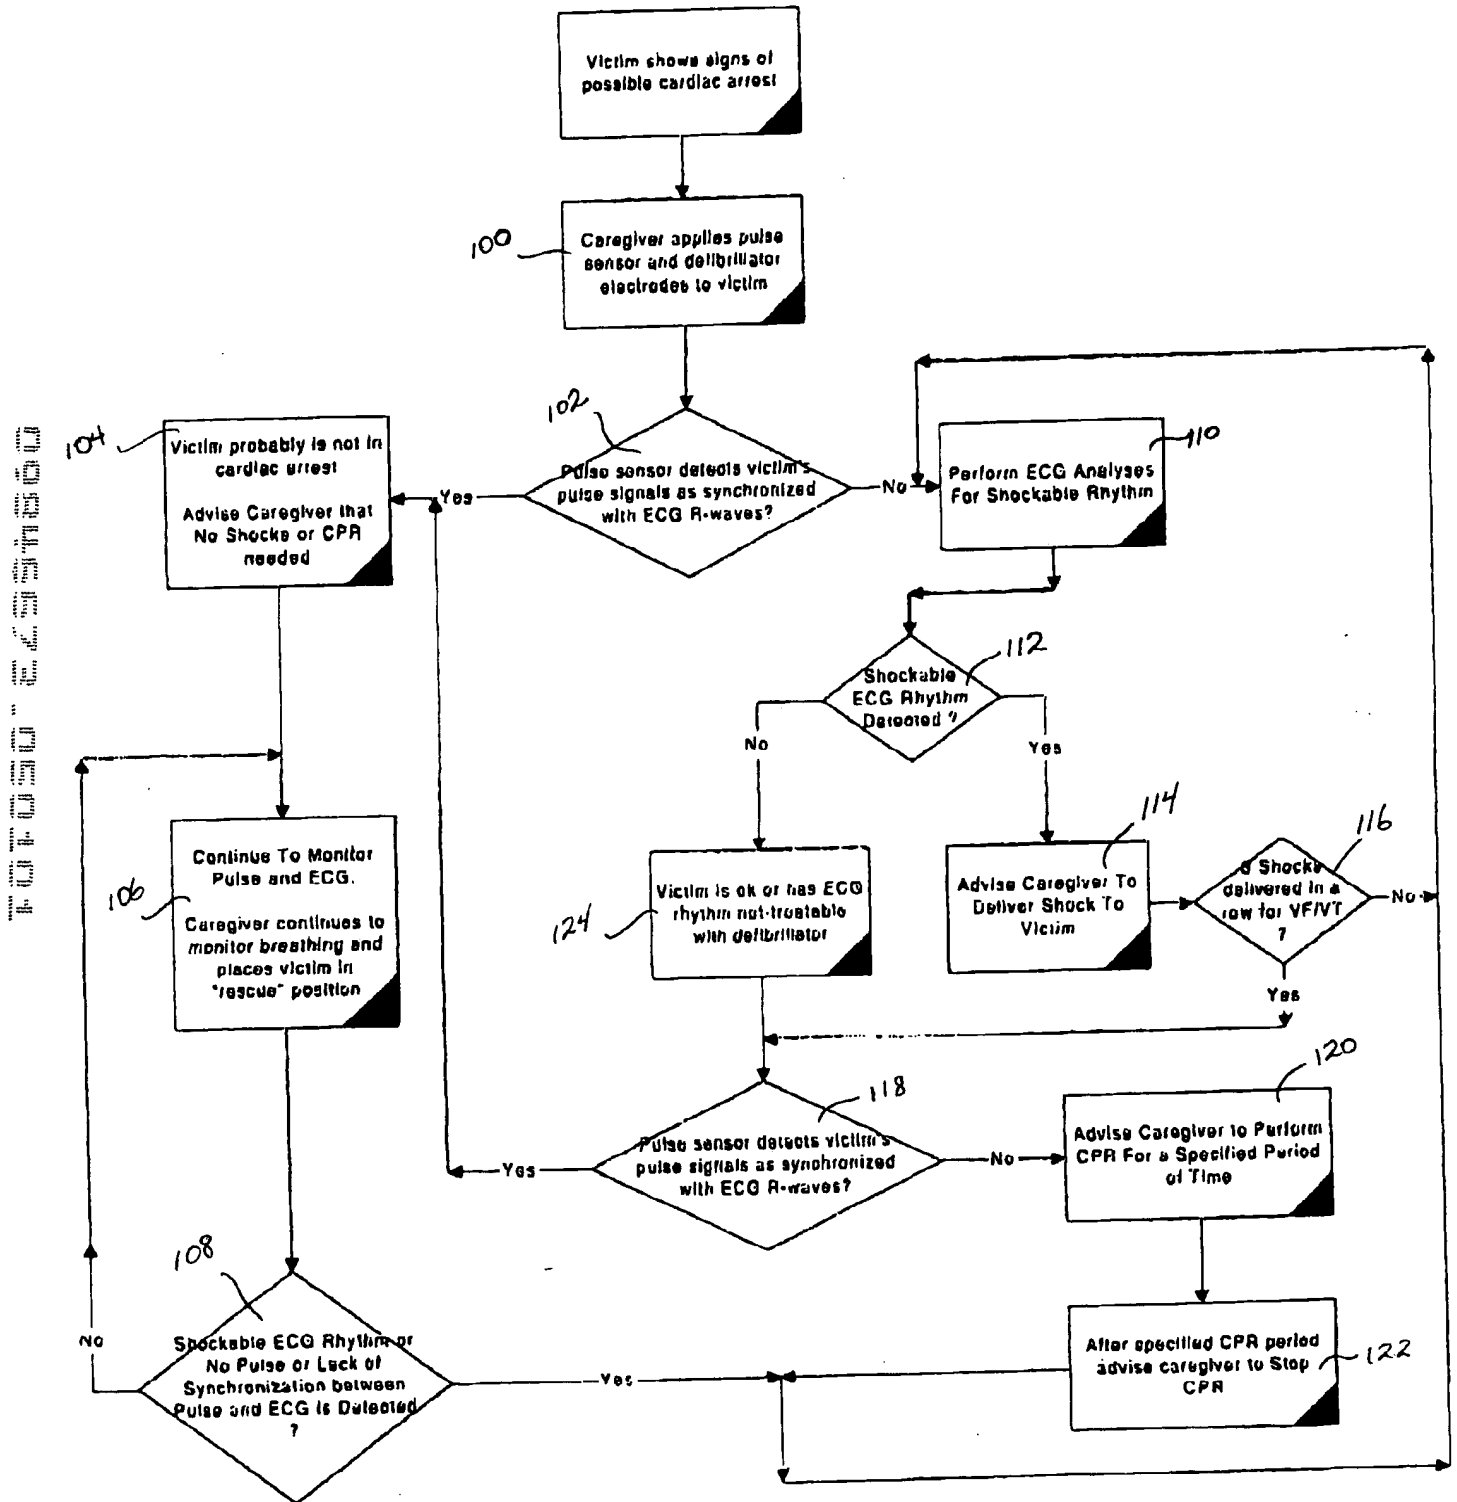 Victim shows signs of
possible cardiac arrest
100
Caregiver applies pulse
sensor and defibrillator
electrodes to victim
102
Pulse sensor detects victim's
pulse signals as synchronized
with ECG R-waves?
Yes
No
104
Victim probably is not in
cardiac arrest
Advise Caregiver that
No Shocks or CPR
needed
110
Perform ECG Analyses
For Shockable Rhythm
112
Shockable
ECG Rhythm
Detected ?
No
Yes
106
Continue To Monitor
Pulse and ECG.
Caregiver continues to
monitor breathing and
places victim in
"rescue" position
124
Victim is ok or has ECG
rhythm not-treatable
with defibrillator
114
Advise Caregiver To
Deliver Shock To
Victim
116
Shocks
delivered in a
row for VF/VT
?
No
Yes
118
Pulse sensor detects victim's
pulse signals as synchronized
with ECG R-waves?
Yes
No
120
Advise Caregiver to Perform
CPR For a Specified Period
of Time
108
Shockable ECG Rhythm or
No Pulse or Lack of
Synchronization between
Pulse and ECG is Detected
?
No
Yes
122
After specified CPR period
advise caregiver to Stop
CPR